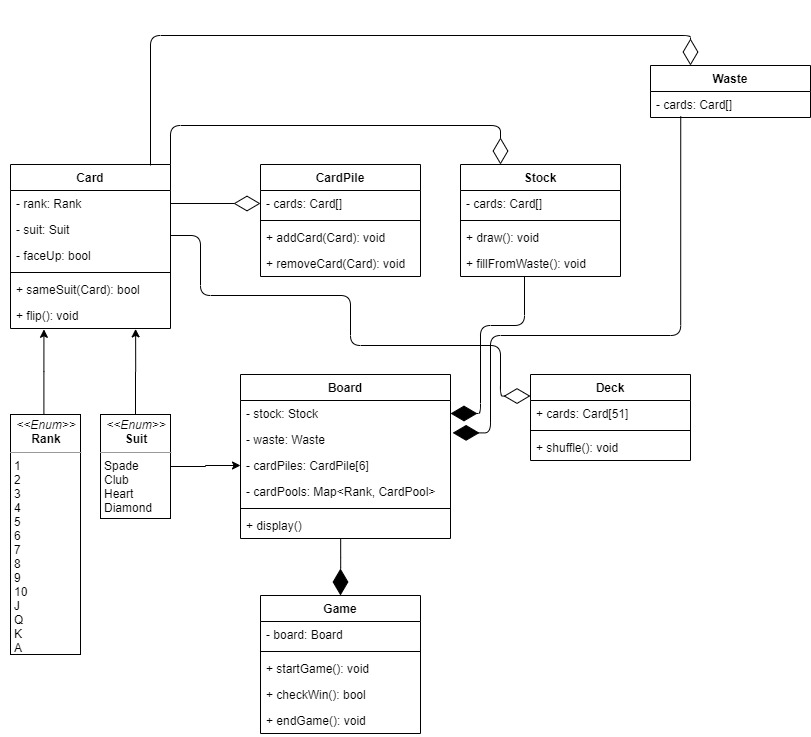 Waste
- cards: Card[]
Card
- rank: Rank
- suit: Suit
- faceUp: bool
+ sameSuit(Card): bool
+ flip(): void
CardPile
- cards: Card[]
+ addCard(Card): void
+ removeCard(Card): void
Stock
- cards: Card[]
+ draw(): void
+ fillFromWaste(): void
Board
- stock: Stock
- waste: Waste
- cardPiles: CardPile[6]
- cardPools: Map<Rank, CardPool>
+ display()
Deck
+ cards: Card[51]
+ shuffle(): void
<<Enum>>
Rank
1
2
3
4
5
6
7
8
9
10
J
Q
K
A
<<Enum>>
Suit
Spade
Club
Heart
Diamond
Game
- board: Board
+ startGame(): void
+ checkWin(): bool
+ endGame(): void